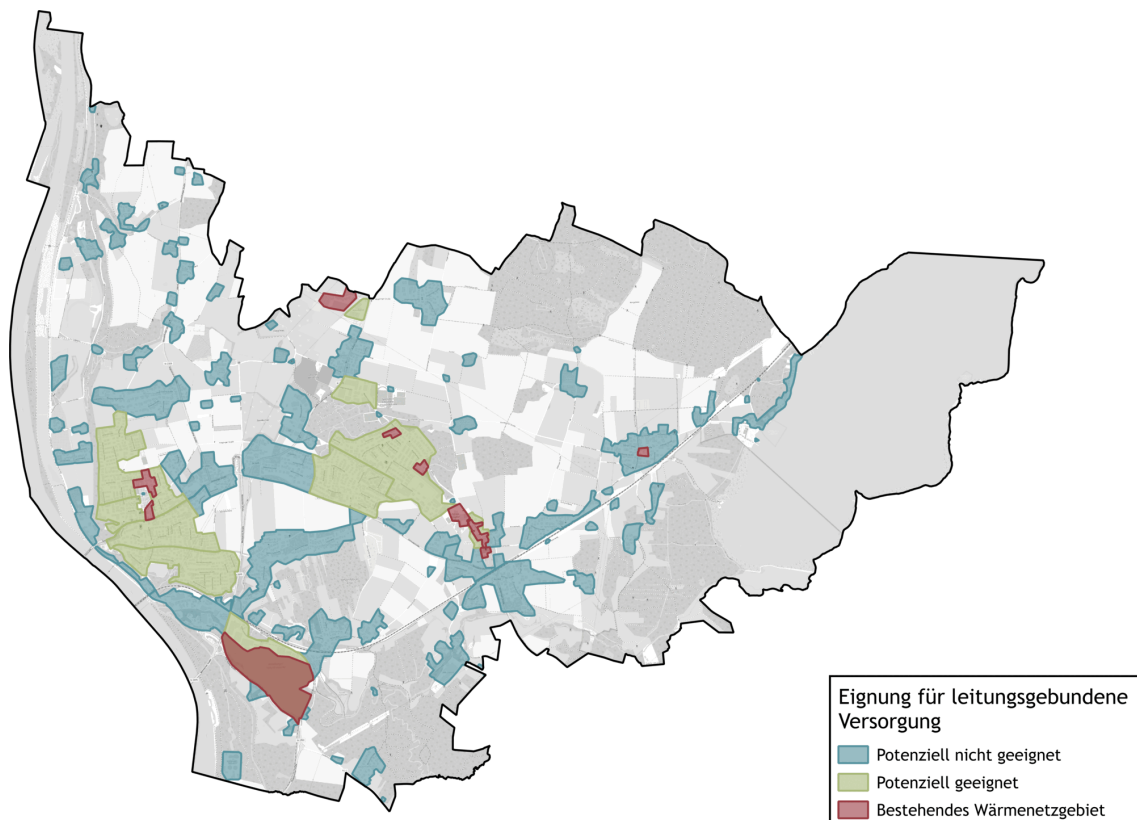 Eignung für leitungsgebundene
Versorgung
Potenziell nicht geeignet
Potenziell geeignet
Bestehendes Wärmenetzgebiet